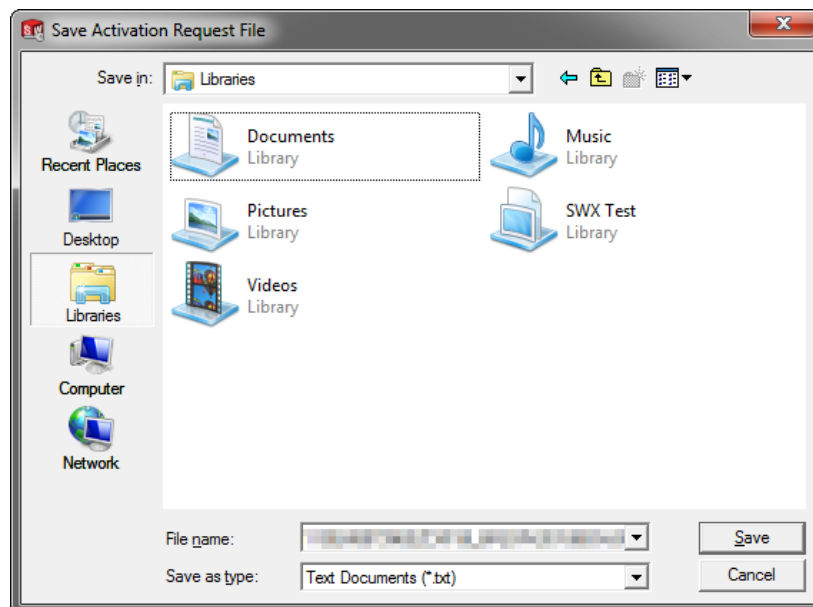 Save Activation Request File
Save in:
Libraries
Recent Places
Desktop
Libraries
Computer
Network
Documents
Library
Music
Library
Pictures
Library
SWX Test
Library
Videos
Library
File name:
Save
Save as type:
Text Documents (*.txt)
Cancel